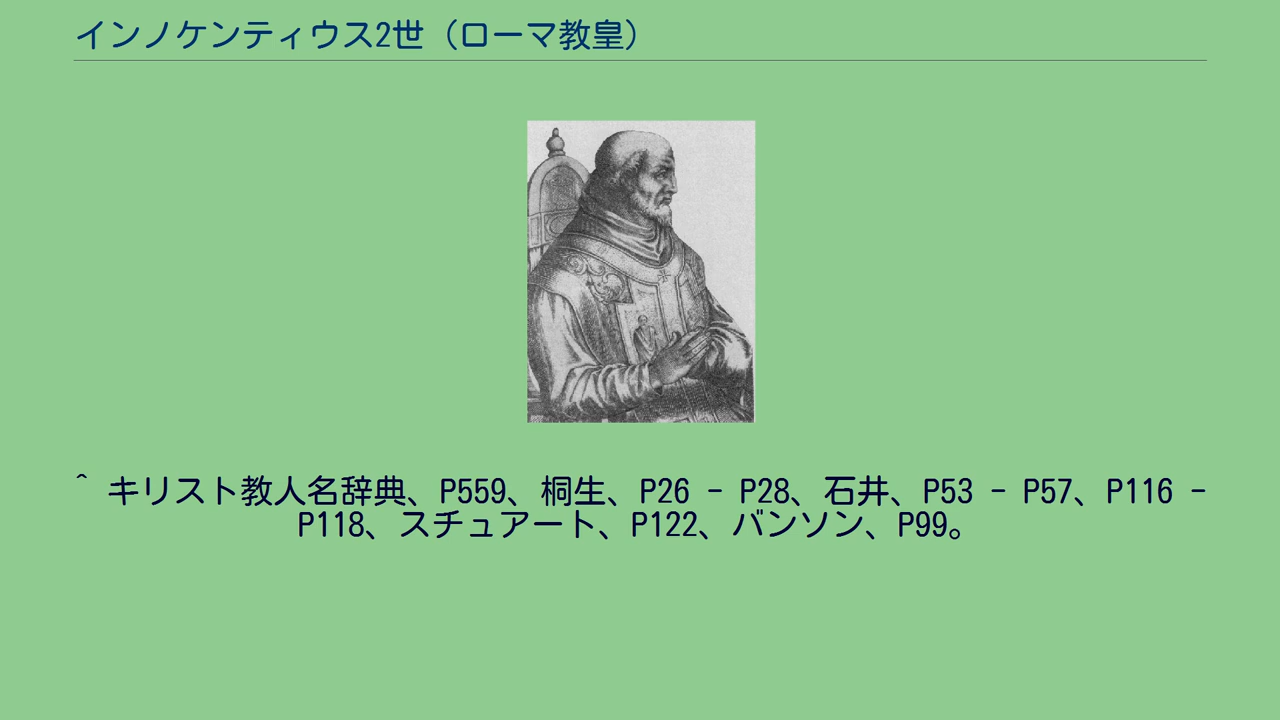 インノケンティウス2世（ローマ教皇）
^ キリスト教人名辞典、P559、桐生、P26 - P28、石井、P53 - P57、P116 -
P118、スチュアート、P122、バンソン、P99。